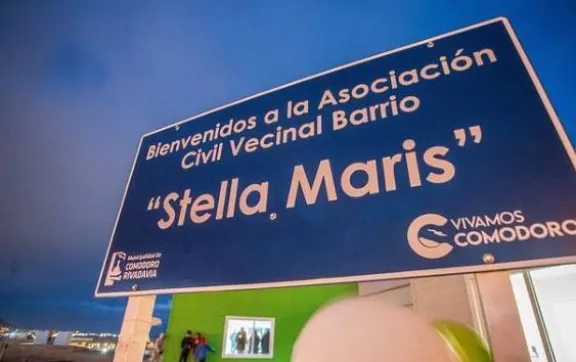 Bienvenidos a la Asociación
Civil Vecinal Barrio
“Stella Maris”
Municipalidad de
COMODORO
RIVADAVIA
VIVAMOS
COMODORO